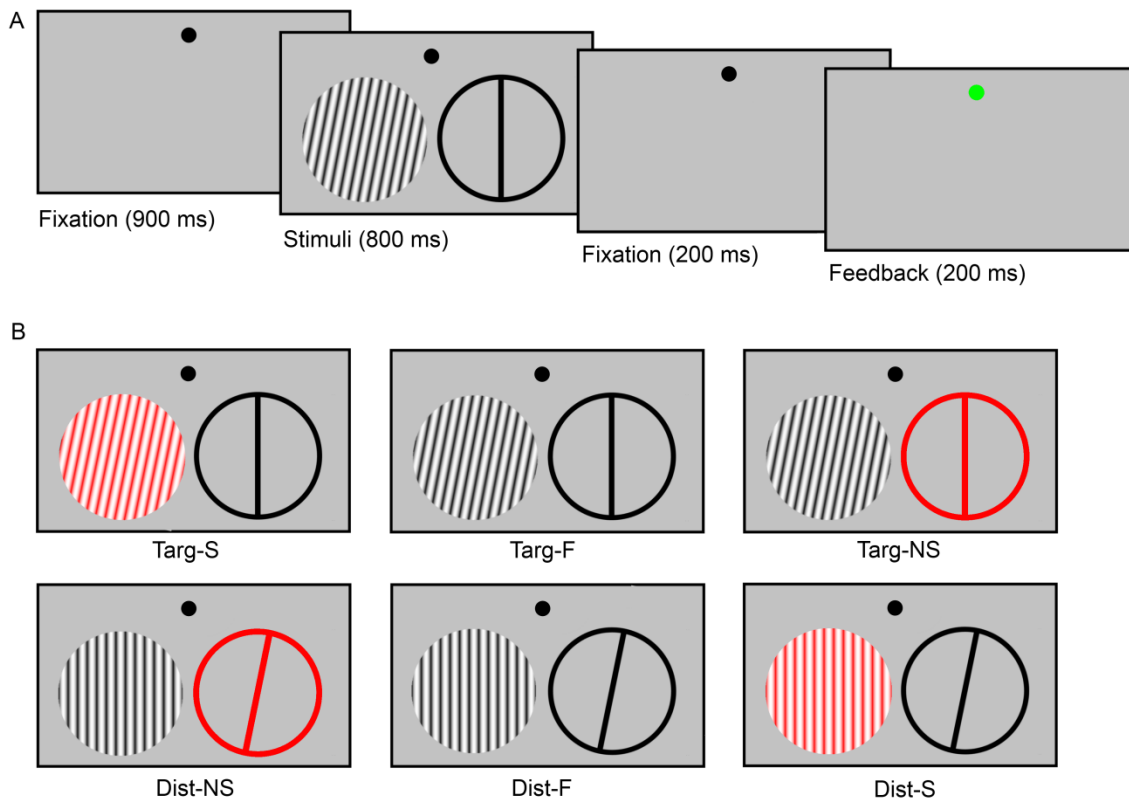 A
Fixation (900 ms)
Stimuli (800 ms)
Fixation (200 ms)
Feedback (200 ms)
B
Targ-S
Targ-F
Targ-NS
Dist-NS
Dist-F
Dist-S